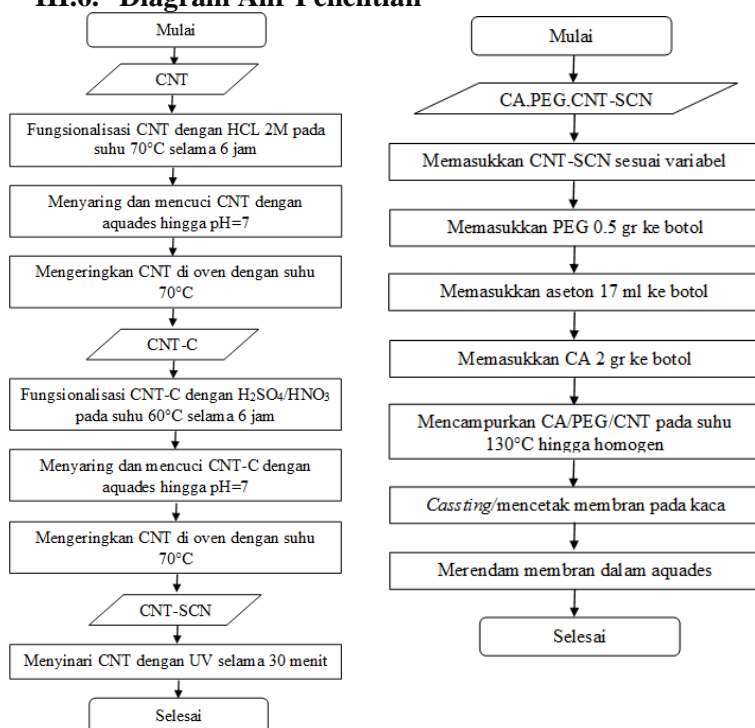 III.6. Diagram Alir Penelitian
Mulai
CNT
Fungsionalisasi CNT dengan HCL 2M pada
suhu 70°C selama 6 jam
Menyaring dan mencuci CNT dengan
aquades hingga pH=7
Mengeringkan CNT di oven dengan suhu
70°C
CNT-C
Fungsionalisasi CNT-C dengan H₂SO₄/HNO₃
pada suhu 60°C selama 6 jam
Menyaring dan mencuci CNT-C dengan
aquades hingga pH=7
Mengeringkan CNT di oven dengan suhu
70°C
CNT-SCN
Menyinari CNT dengan UV selama 30 menit
Selesai
Mulai
CA.PEG.CNT-SCN
Memasukkan CNT-SCN sesuai variabel
Memasukkan PEG 0.5 gr ke botol
Memasukkan aseton 17 ml ke botol
Memasukkan CA 2 gr ke botol
Mencampurkan CA/PEG/CNT pada suhu
130°C hingga homogen
Cassting/mencetak membran pada kaca
Merendam membran dalam aquades
Selesai